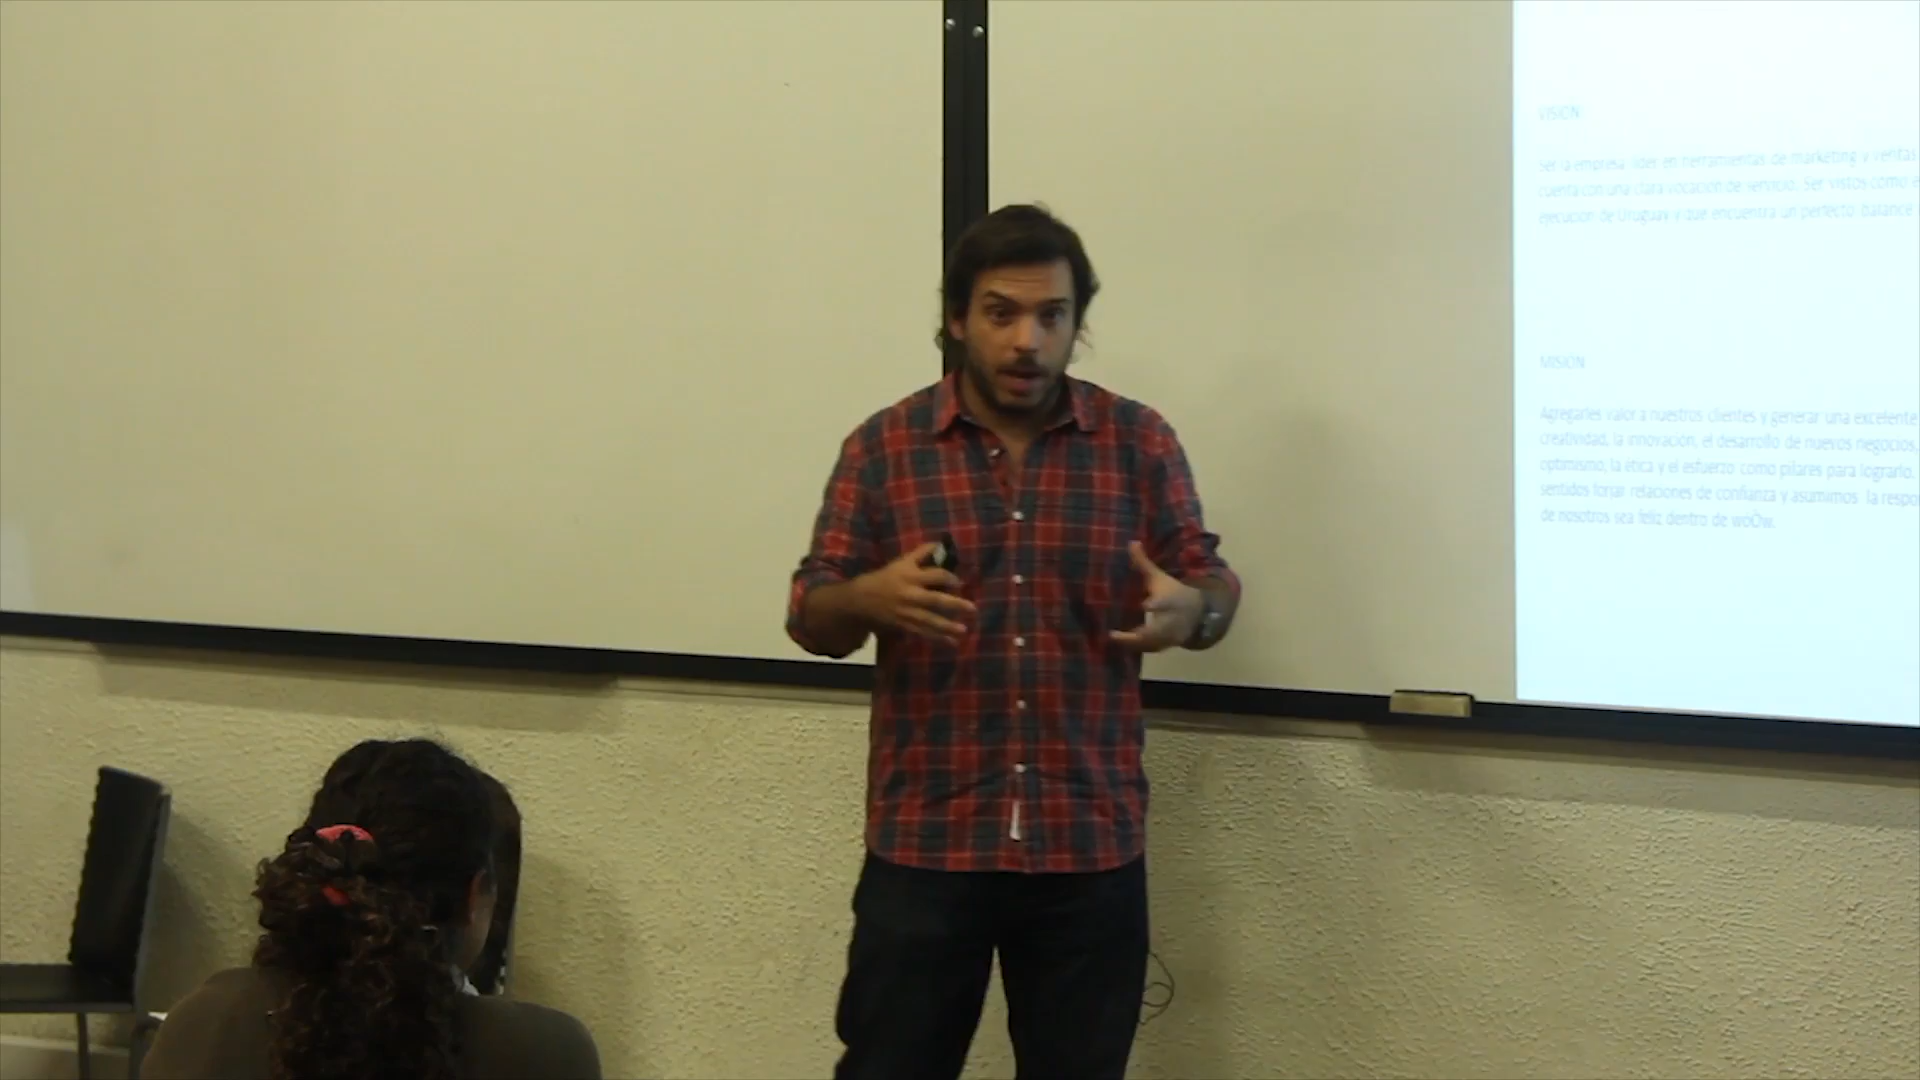 VISION
Ser la empresa líder en herramientas de marketing y ventas
cuenta con una clara vocación de servicio. Ser vistos como
ejecución de Uruguay y que encuentra un perfecto balance
MISION
Agregarles valor a nuestros clientes y generar una excelente
creatividad, la innovación, el desarrollo de nuevos negocios,
optimismo, la ética y el esfuerzo como pilares para lograrlo.
sentidos forjar relaciones de confianza y asumimos la respo
de nosotros sea feliz dentro de woOw.